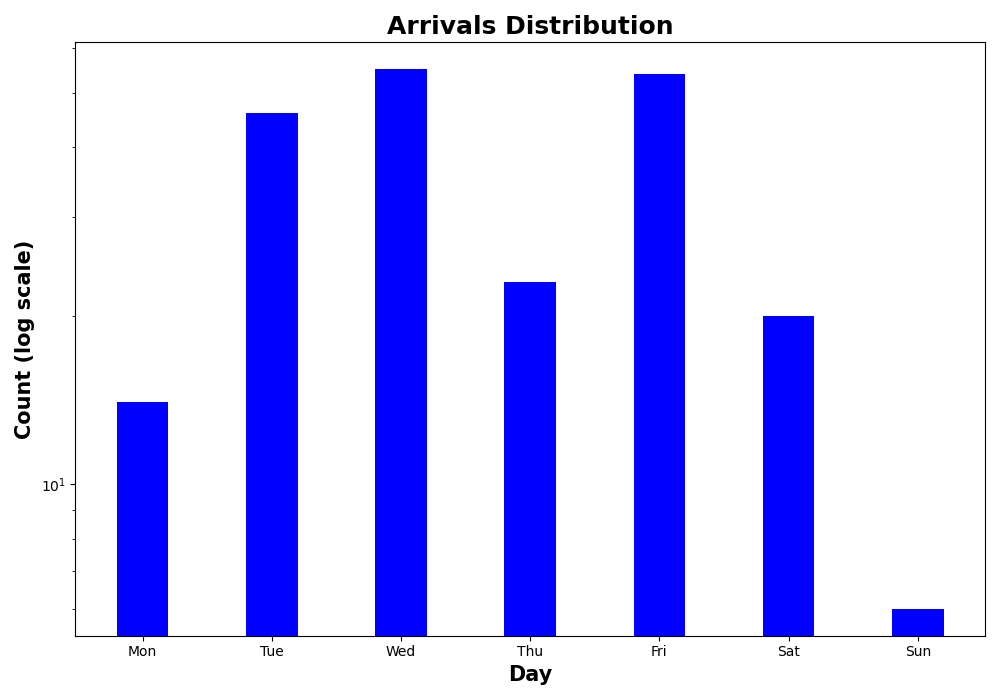 Arrivals Distribution
Count (log scale)
10¹
Mon Tue Wed Thu Fri Sat Sun
Day